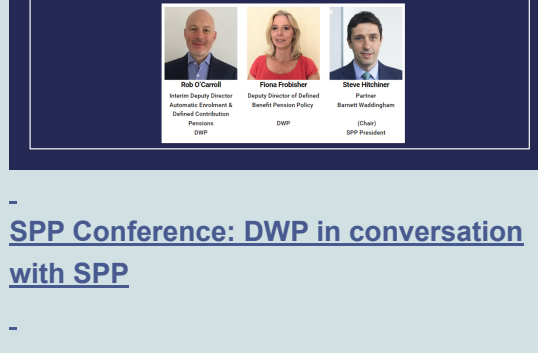 Rob O'Carroll
Interim Deputy Director
Automatic Enrolment &
Defined Contribution
Pensions
DWP
Fiona Frobisher
Deputy Director of Defined
Benefit Pension Policy
DWP
Steve Hitchiner
Partner
Barnett Waddingham
(Chair)
SPP President
SPP Conference: DWP in conversation
with SPP